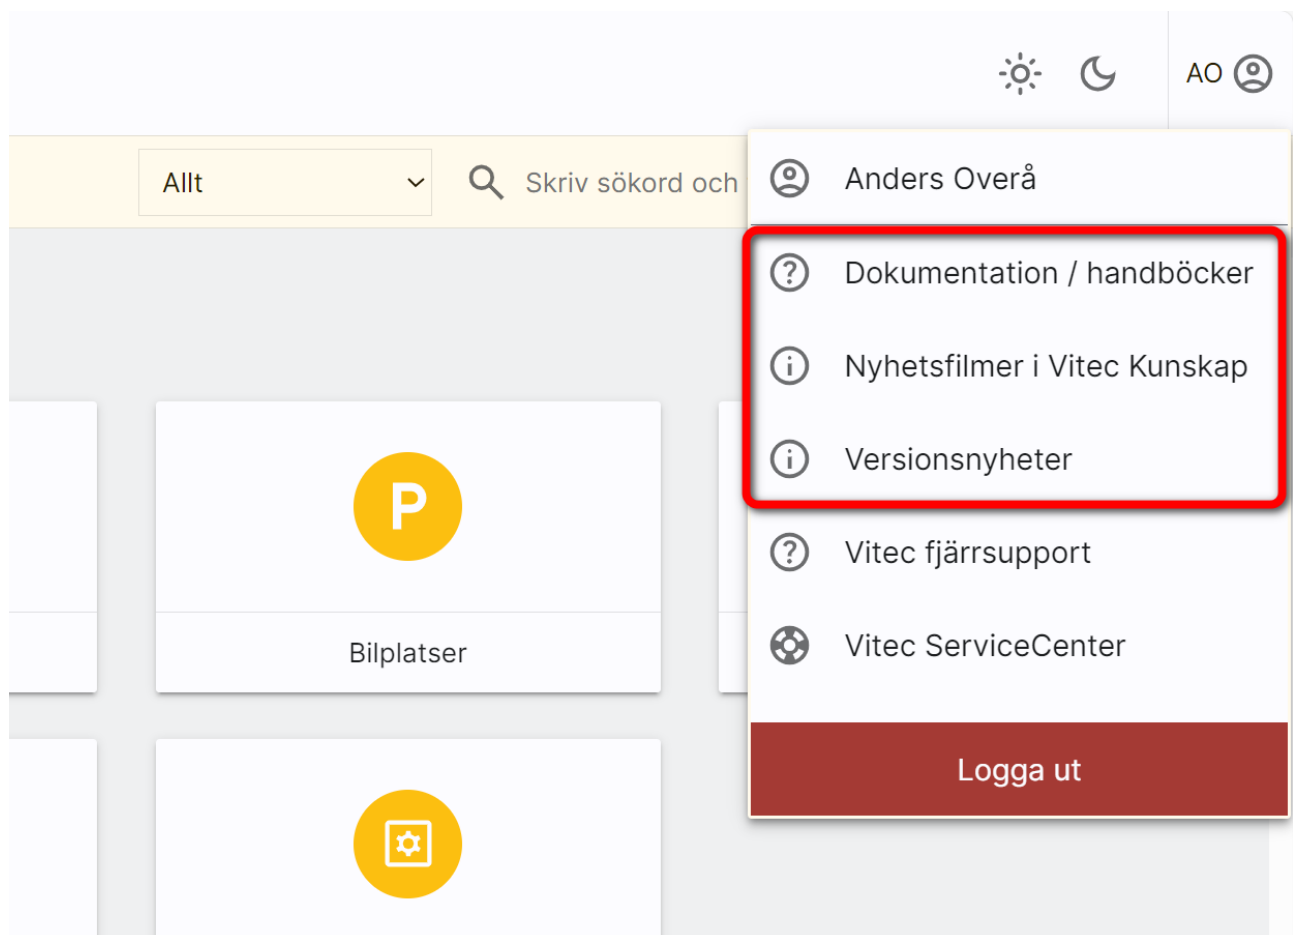 AO
Allt
Skriv sökord och
Anders Overå
Dokumentation / handböcker
Nyhetsfilmer i Vitec Kunskap
Versionsnyheter
Vitec fjärrsupport
Vitec ServiceCenter
Logga ut
P
Bilplatser